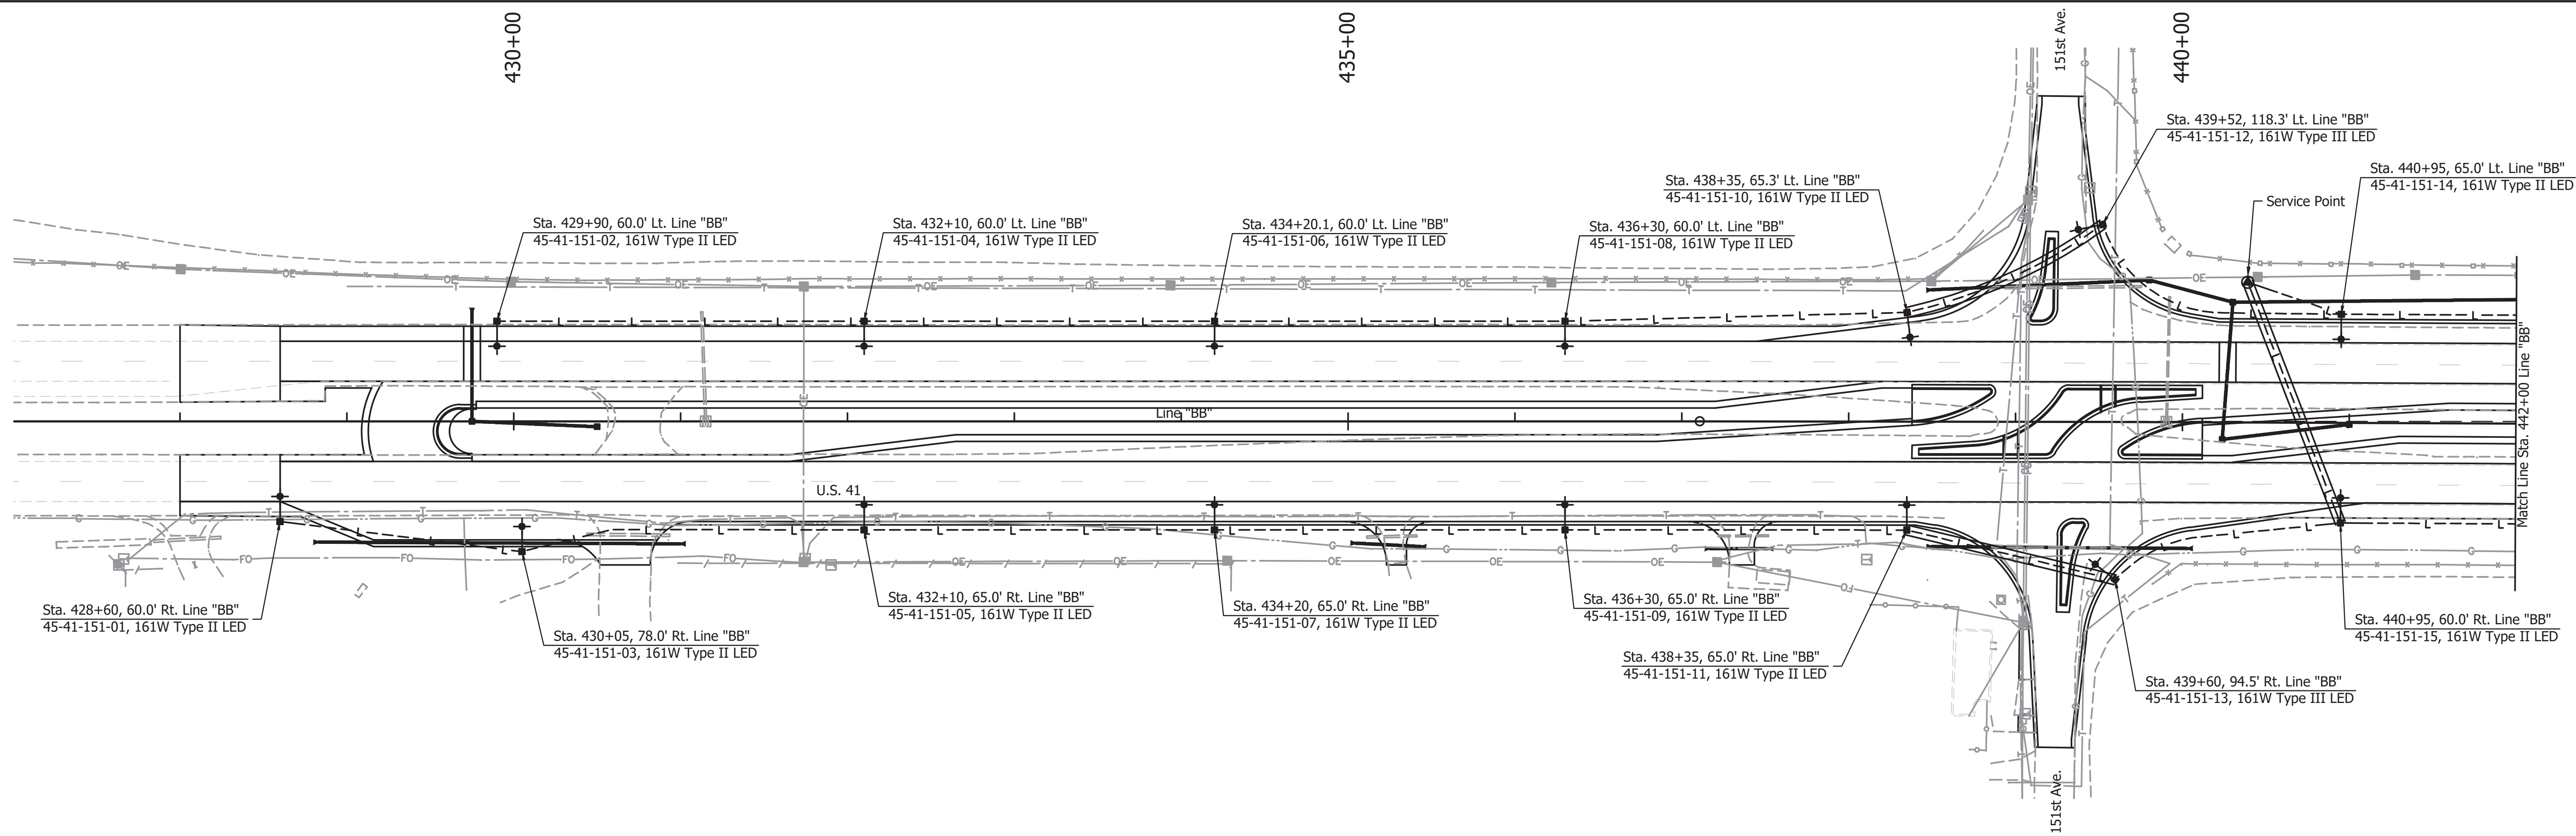 430+00
435+00
440+00
151st Ave.
Sta. 439+52, 118.3' Lt. Line "BB"
45-41-151-12, 161W Type III LED
Sta. 440+95, 65.0' Lt. Line "BB"
45-41-151-14, 161W Type II LED
Sta. 438+35, 65.3' Lt. Line "BB"
45-41-151-10, 161W Type II LED
Service Point
Sta. 429+90, 60.0' Lt. Line "BB"
45-41-151-02, 161W Type II LED
Sta. 432+10, 60.0' Lt. Line "BB"
45-41-151-04, 161W Type II LED
Sta. 434+20.1, 60.0' Lt. Line "BB"
45-41-151-06, 161W Type II LED
Sta. 436+30, 60.0' Lt. Line "BB"
45-41-151-08, 161W Type II LED
Line "BB"
U.S. 41
Match Line Sta. 442+00 Line "BB"
Sta. 428+60, 60.0' Rt. Line "BB"
45-41-151-01, 161W Type II LED
Sta. 430+05, 78.0' Rt. Line "BB"
45-41-151-03, 161W Type II LED
Sta. 432+10, 65.0' Rt. Line "BB"
45-41-151-05, 161W Type II LED
Sta. 434+20, 65.0' Rt. Line "BB"
45-41-151-07, 161W Type II LED
Sta. 436+30, 65.0' Rt. Line "BB"
45-41-151-09, 161W Type II LED
Sta. 438+35, 65.0' Rt. Line "BB"
45-41-151-11, 161W Type II LED
Sta. 440+95, 60.0' Rt. Line "BB"
45-41-151-15, 161W Type II LED
Sta. 439+60, 94.5' Rt. Line "BB"
45-41-151-13, 161W Type III LED
151st Ave.